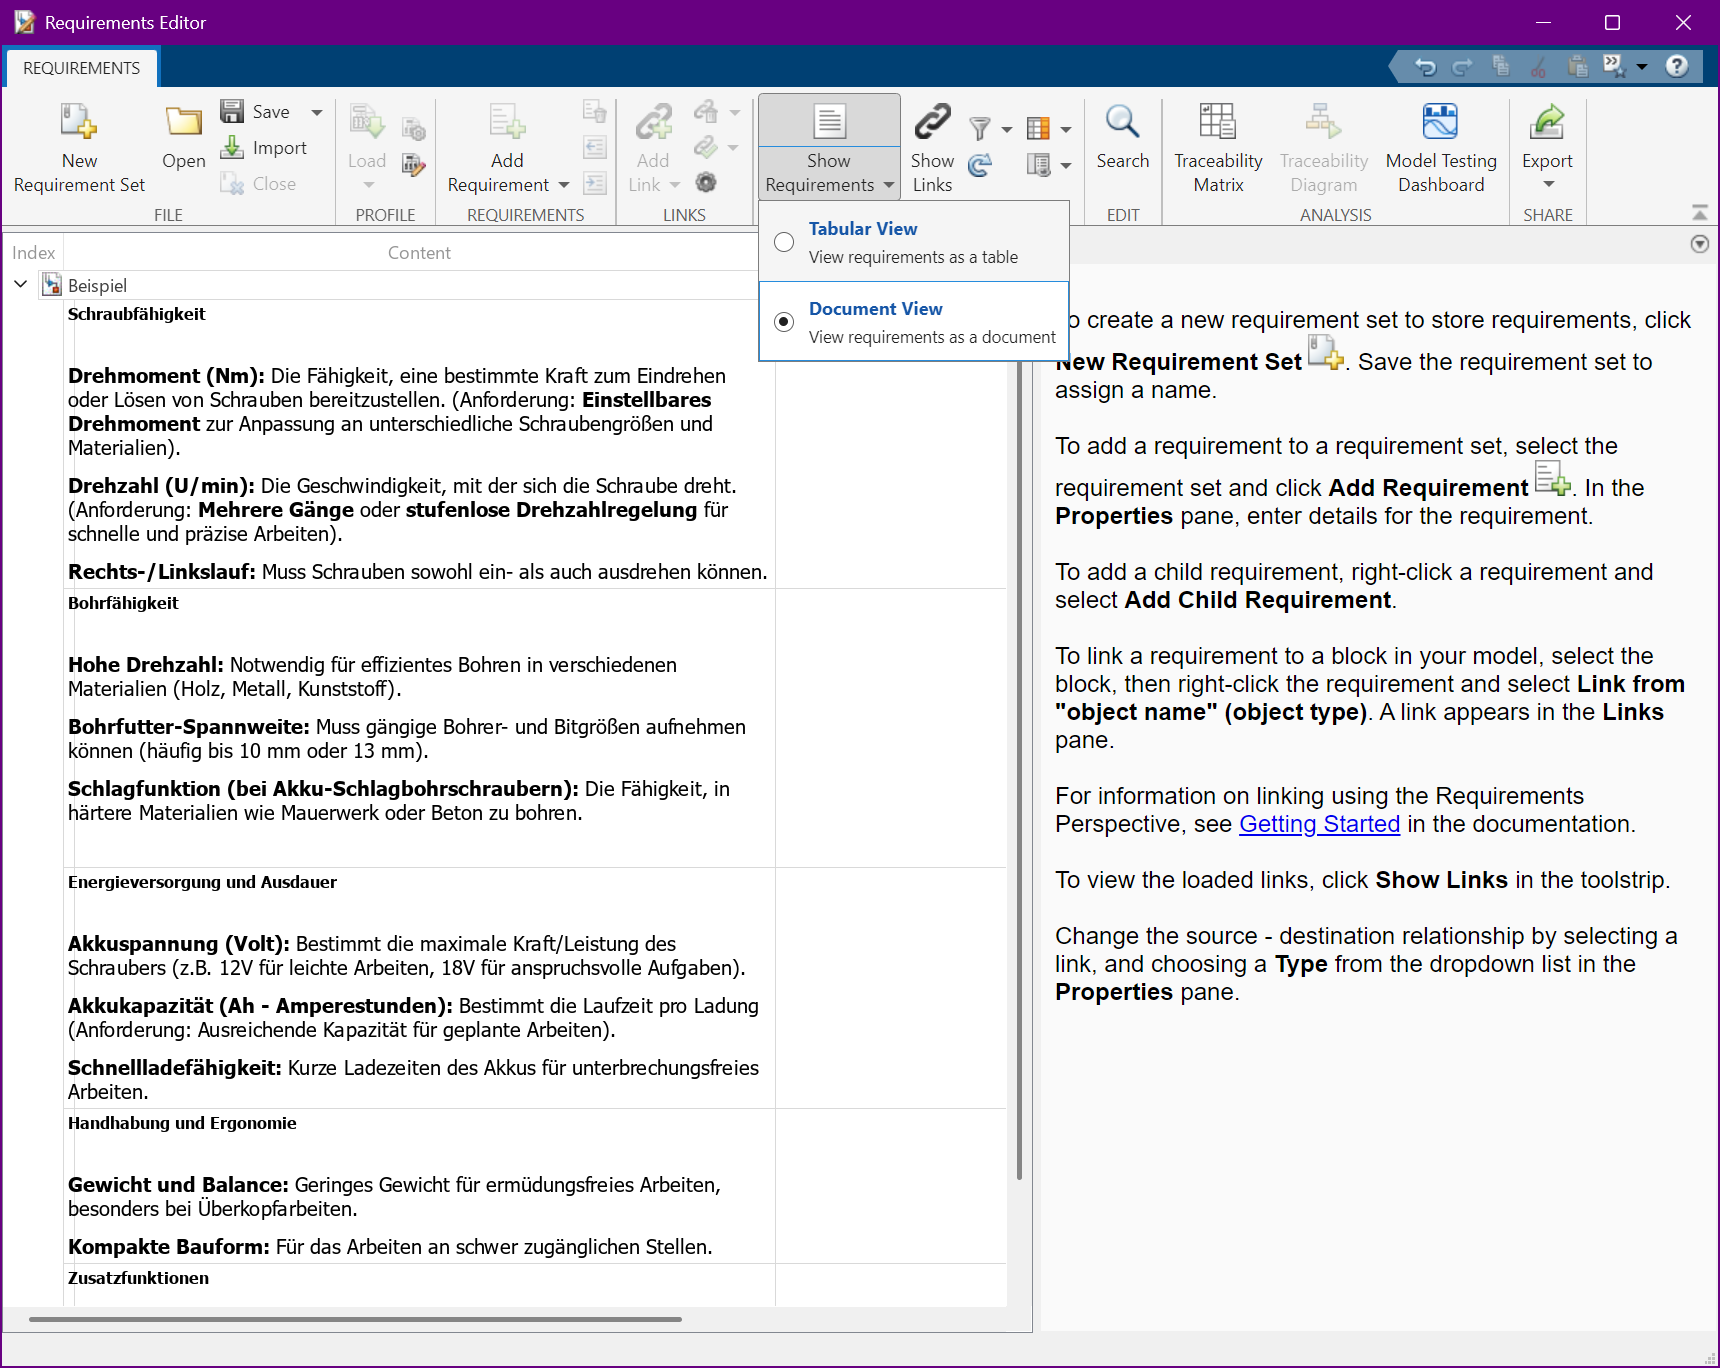 Requirements Editor
REQUIREMENTS
New
Requirement Set
Open
Save
Import
Close
FILE
Load
PROFILE
Add
Requirement
REQUIREMENTS
Add
Link
LINKS
Show
Requirements
Show
Links
Search
EDIT
Traceability
Matrix
Traceability
Diagram
Model Testing
Dashboard
ANALYSIS
Export
SHARE
Tabular View
View requirements as a table
Document View
View requirements as a document
Index
Content
Beispiel
Schraubfähigkeit
Drehmoment (Nm): Die Fähigkeit, eine bestimmte Kraft zum Eindrehen
oder Lösen von Schrauben bereitzustellen. (Anforderung: Einstellbares
Drehmoment zur Anpassung an unterschiedliche Schraubengrößen und
Materialien).
Drehzahl (U/min): Die Geschwindigkeit, mit der sich die Schraube dreht.
(Anforderung: Mehrere Gänge oder stufenlose Drehzahlregelung für
schnelle und präzise Arbeiten).
Rechts-/Linkslauf: Muss Schrauben sowohl ein- als auch ausdrehen können.
Bohrfähigkeit
Hohe Drehzahl: Notwendig für effizientes Bohren in verschiedenen
Materialien (Holz, Metall, Kunststoff).
Bohrfutter-Spannweite: Muss gängige Bohrer- und Bitgrößen aufnehmen
können (häufig bis 10 mm oder 13 mm).
Schlagfunktion (bei Akku-Schlagbohrschraubern): Die Fähigkeit, in
härtere Materialien wie Mauerwerk oder Beton zu bohren.
Energieversorgung und Ausdauer
Akkuspannung (Volt): Bestimmt die maximale Kraft/Leistung des
Schraubers (z.B. 12V für leichte Arbeiten, 18V für anspruchsvolle Aufgaben).
Akkukapazität (Ah - Amperestunden): Bestimmt die Laufzeit pro Ladung
(Anforderung: Ausreichende Kapazität für geplante Arbeiten).
Schnellladefähigkeit: Kurze Ladezeiten des Akkus für unterbrechungsfreies
Arbeiten.
Handhabung und Ergonomie
Gewicht und Balance: Geringes Gewicht für ermüdungsfreies Arbeiten,
besonders bei Überkopfarbeiten.
Kompakte Bauform: Für das Arbeiten an schwer zugänglichen Stellen.
Zusatzfunktionen
To create a new requirement set to store requirements, click
New Requirement Set. Save the requirement set to
assign a name.
To add a requirement to a requirement set, select the
requirement set and click Add Requirement. In the
Properties pane, enter details for the requirement.
To add a child requirement, right-click a requirement and
select Add Child Requirement.
To link a requirement to a block in your model, select the
block, then right-click the requirement and select Link from
"object name" (object type). A link appears in the Links
pane.
For information on linking using the Requirements
Perspective, see Getting Started in the documentation.
To view the loaded links, click Show Links in the toolstrip.
Change the source - destination relationship by selecting a
link, and choosing a Type from the dropdown list in the
Properties pane.